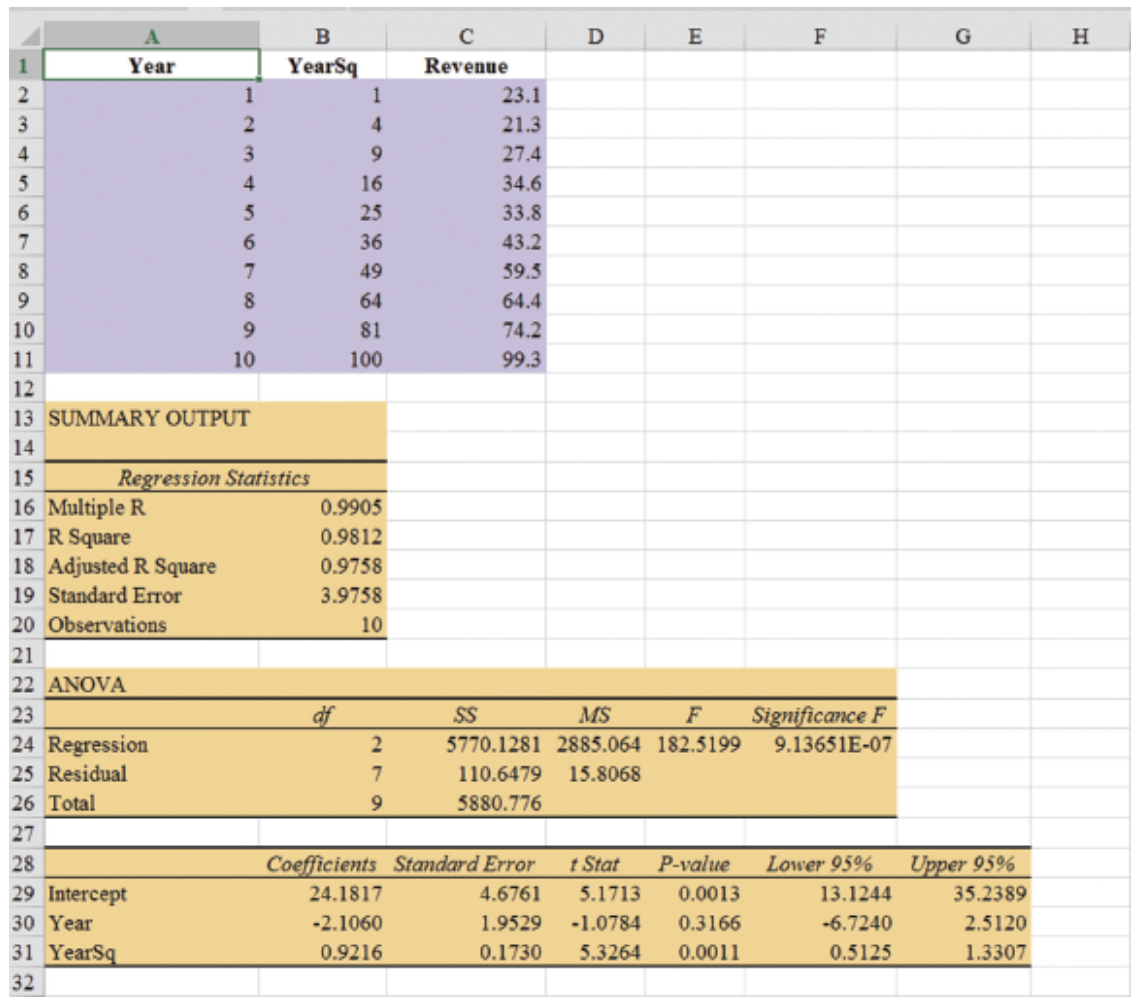 A B C D E F G H
1 Year YearSq Revenue
2 1 1 23.1
3 2 4 21.3
4 3 9 27.4
5 4 16 34.6
6 5 25 33.8
7 6 36 43.2
8 7 49 59.5
9 8 64 64.4
10 9 81 74.2
11 10 100 99.3
12
13 SUMMARY OUTPUT
14
15 Regression Statistics
16 Multiple R 0.9905
17 R Square 0.9812
18 Adjusted R Square 0.9758
19 Standard Error 3.9758
20 Observations 10
21
22 ANOVA
23 df SS MS F Significance F
24 Regression 2 5770.1281 2885.064 182.5199 9.13651E-07
25 Residual 7 110.6479 15.8068
26 Total 9 5880.776
27
28 Coefficients Standard Error t Stat P-value Lower 95% Upper 95%
29 Intercept 24.1817 4.6761 5.1713 0.0013 13.1244 35.2389
30 Year -2.1060 1.9529 -1.0784 0.3166 -6.7240 2.5120
31 YearSq 0.9216 0.1730 5.3264 0.0011 0.5125 1.3307
32